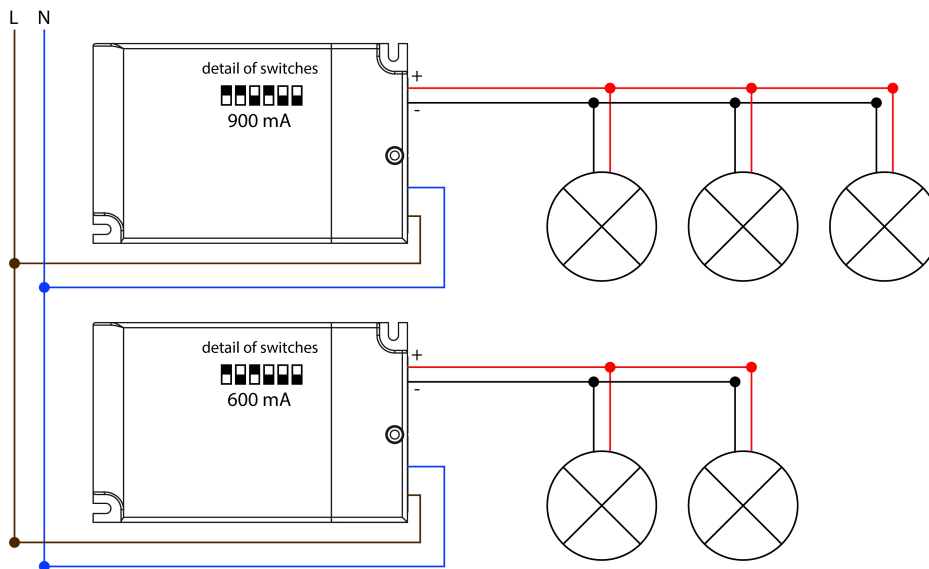 L N
detail of switches
+
900 mA
-
detail of switches
+
600 mA
-